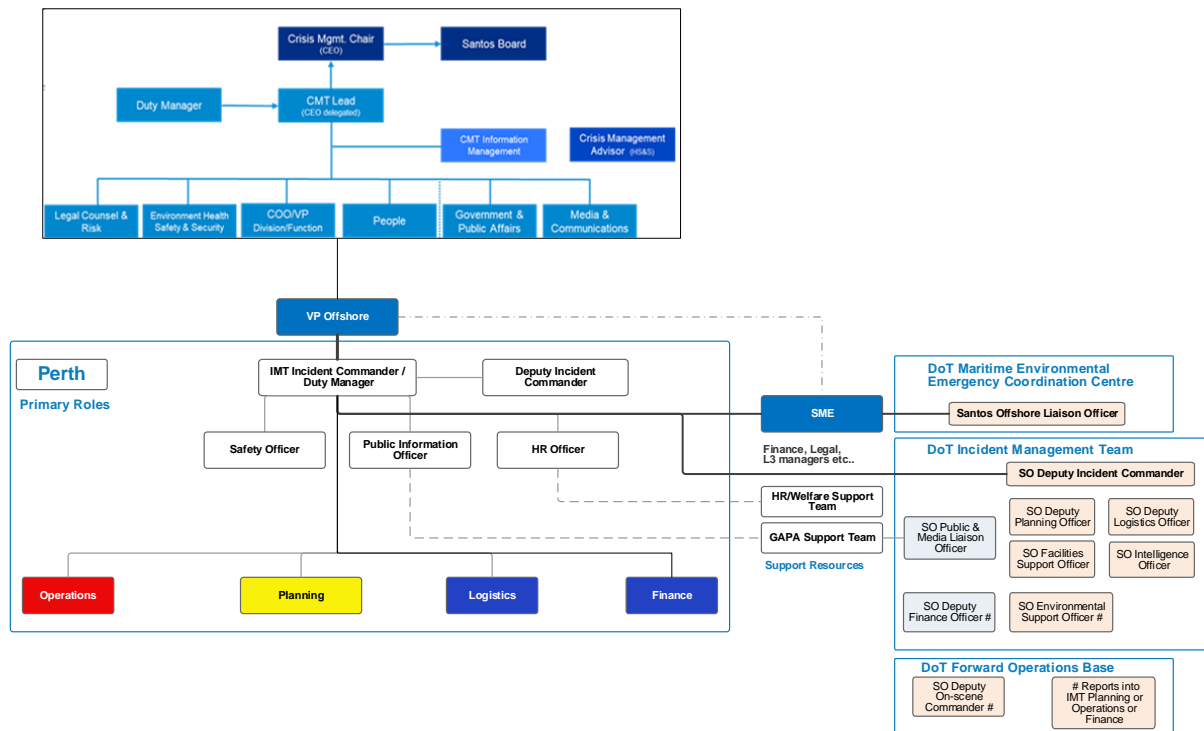 Crisis Mgmt. Chair
(CEO)
Santos Board
Duty Manager
CMT Lead
(CEO delegated)
CMT Information
Management
Crisis Management
Advisor (HS&S)
Legal Counsel &
Risk
Environment Health
Safety & Security
COO/VP
Division/Function
People
Government &
Public Affairs
Media &
Communications
VP Offshore
Perth
Primary Roles
IMT Incident Commander /
Duty Manager
Deputy Incident
Commander
Safety Officer
Public Information
Officer
HR Officer
SME
Finance, Legal,
L3 managers etc..
HR/Welfare Support
Team
GAPA Support Team
Support Resources
Operations
Planning
Logistics
Finance
DoT Maritime Environmental
Emergency Coordination Centre
Santos Offshore Liaison Officer
DoT Incident Management Team
SO Deputy Incident Commander
SO Public &
Media Liaison
Officer
SO Deputy
Planning Officer
SO Deputy
Logistics Officer
SO Facilities
Support Officer
SO Intelligence
Officer
SO Deputy
Finance Officer #
SO Environmental
Support Officer #
DoT Forward Operations Base
SO Deputy
On-scene
Commander #
# Reports into
IMT Planning or
Operations or
Finance